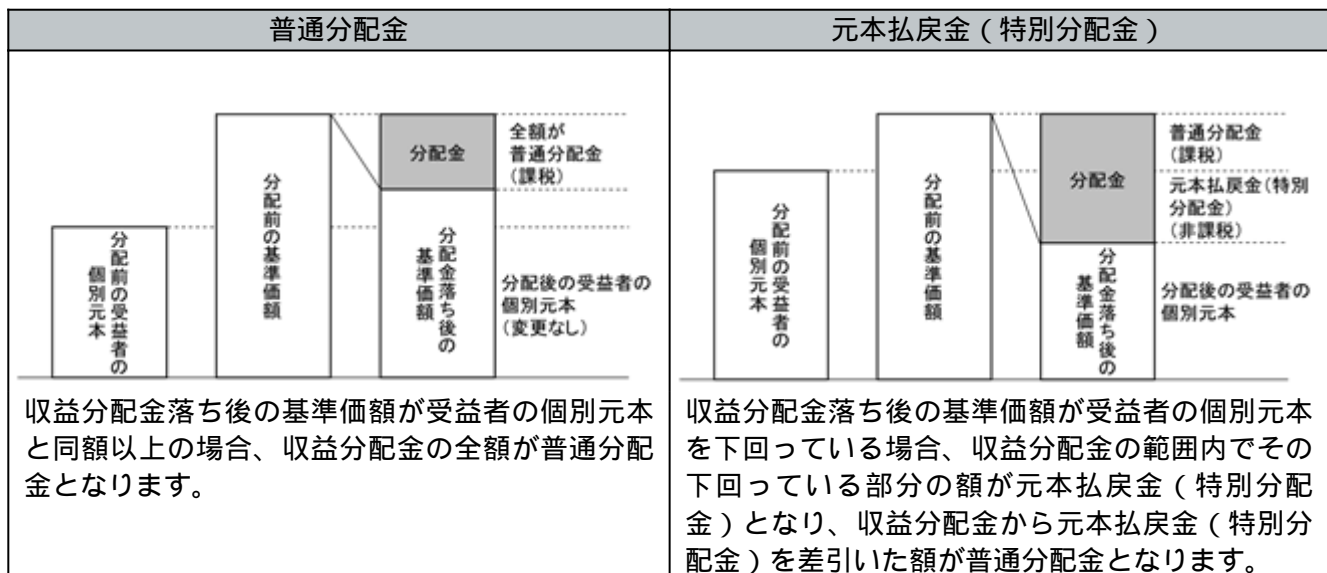 普通分配金
分配前の受益者の
個別元本
分配前の基準価額
分配金
分配金落ち後の
基準価額
全額が
普通分配金
(課税)
分配後の受益者の
個別元本
(変更なし)
収益分配金落ち後の基準価額が受益者の個別元本
と同額以上の場合、収益分配金の全額が普通分配
金となります。
元本払戻金(特別分配金)
分配前の受益者の
個別元本
分配前の基準価額
分配金
分配金落ち後の
基準価額
普通分配金
(課税)
元本払戻金(特別
分配金)
(非課税)
分配後の受益者の
個別元本
収益分配金落ち後の基準価額が受益者の個別元本
を下回っている場合、収益分配金の範囲内でその
下回っている部分の額が元本払戻金(特別分配
金)となり、収益分配金から元本払戻金(特別分
配金)を差引いた額が普通分配金となります。